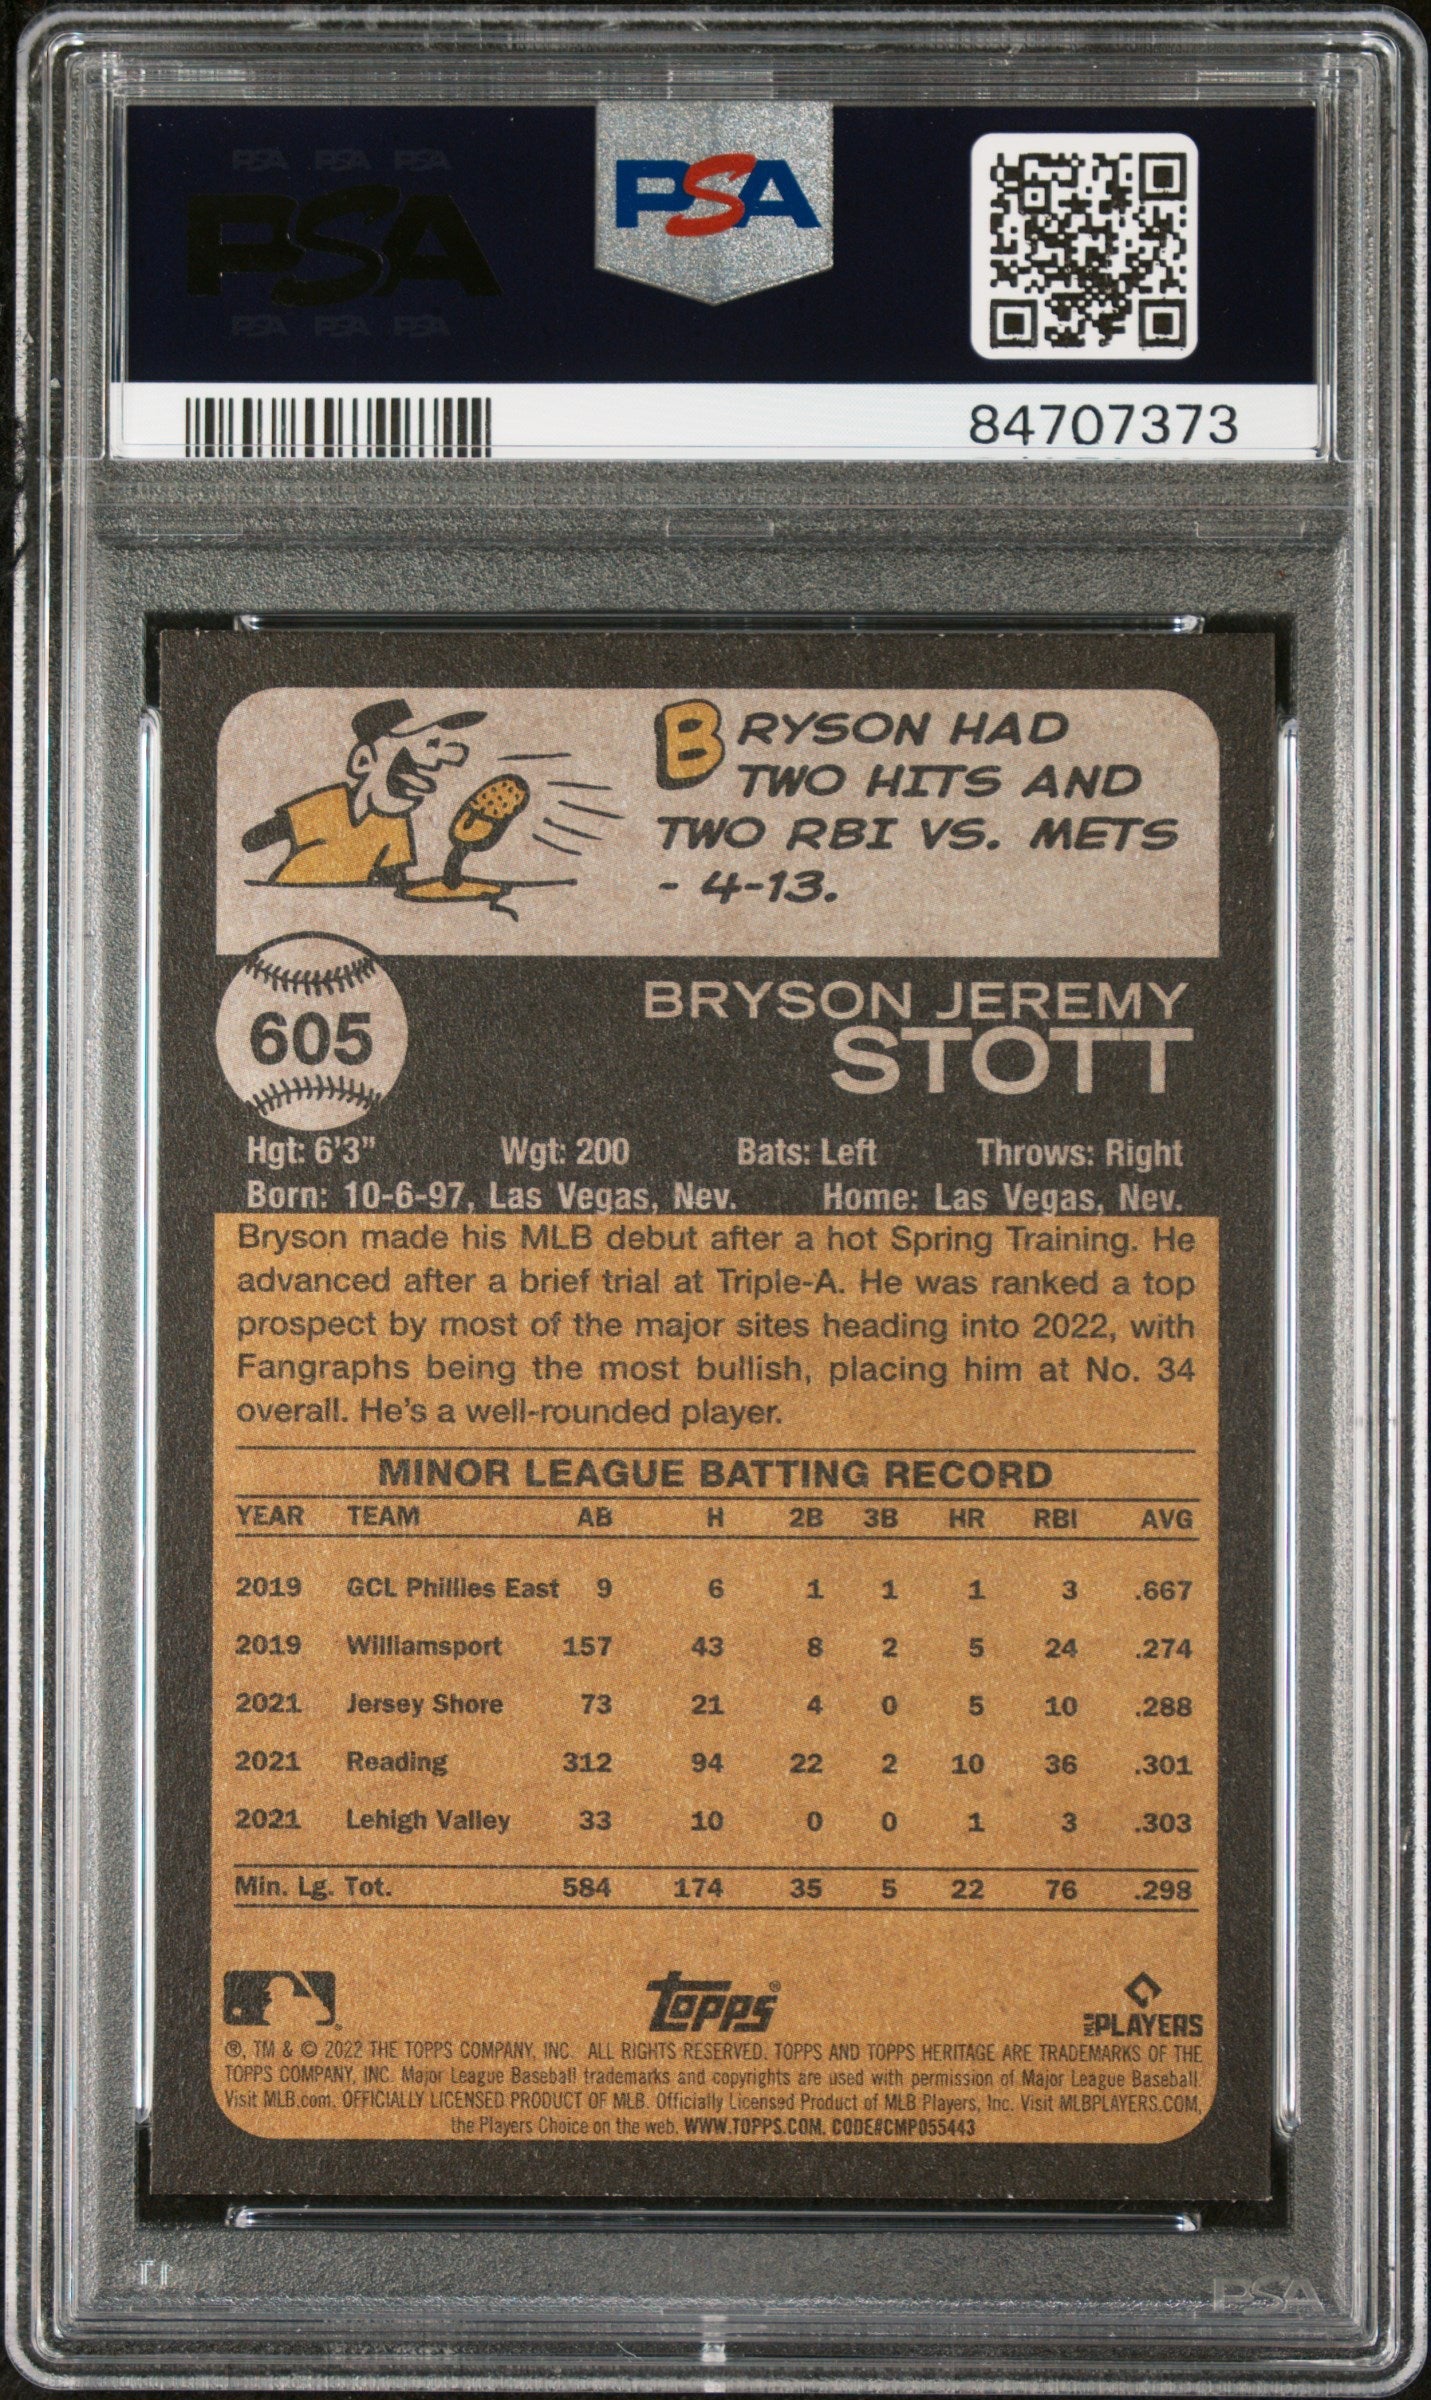 PSA PSA PSA
PSA
PSA PSA PSA
PSA
84707373
BRYSON HAD
TWO HITS AND
TWO RBI VS. METS
- 4-13.
605
BRYSON JEREMY
STOTT
Hgt: 6'3" Wgt: 200 Bats: Left Throws: Right
Born: 10-6-97, Las Vegas, Nev. Home: Las Vegas, Nev.
Bryson made his MLB debut after a hot Spring Training. He
advanced after a brief trial at Triple-A. He was ranked a top
prospect by most of the major sites heading into 2022, with
Fangraphs being the most bullish, placing him at No. 34
overall. He's a well-rounded player.
MINOR LEAGUE BATTING RECORD
YEAR TEAM AB H 2B 3B HR RBI AVG
2019 GCL Phillies East 9 6 1 1 1 3 .667
2019 Williamsport 157 43 8 2 5 24 .274
2021 Jersey Shore 73 21 4 0 5 10 .288
2021 Reading 312 94 22 2 10 36 .301
2021 Lehigh Valley 33 10 0 0 1 3 .303
Min. Lg. Tot. 584 174 35 5 22 76 .298
topps®
MLB PLAYERS
®, TM & © 2022 THE TOPPS COMPANY, INC. ALL RIGHTS RESERVED. TOPPS AND TOPPS HERITAGE ARE TRADEMARKS OF THE
TOPPS COMPANY, INC. Major League Baseball trademarks and copyrights are used with permission of Major League Baseball.
Visit MLB.com. OFFICIALLY LICENSED PRODUCT OF MLB. Officially Licensed Product of MLB Players, Inc. Visit MLBPLAYERS.COM,
the Players Choice on the web. WWW.TOPPS.COM. CODE#CMP055443
PSA